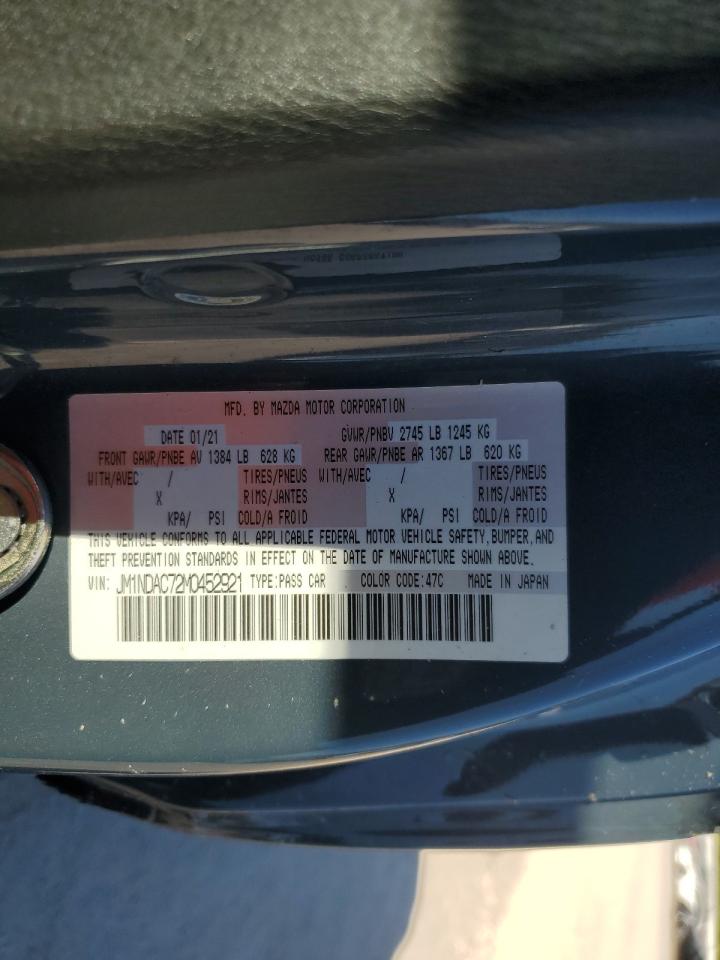 MFD. BY MAZDA MOTOR CORPORATION
DATE 01/21 GVWR/PNBV 2745 LB 1245 KG
FRONT GAWR/PNBE AV 1384 LB 628 KG REAR GAWR/PNBE AR 1367 LB 620 KG
WITH/AVEC / TIRES/PNEUS WITH/AVEC / TIRES/PNEUS
X RIMS/JANTES X RIMS/JANTES
KPA/ PSI COLD/A FROID KPA/ PSI COLD/A FROID
THIS VEHICLE CONFORMS TO ALL APPLICABLE FEDERAL MOTOR VEHICLE SAFETY, BUMPER, AND
THEFT PREVENTION STANDARDS IN EFFECT ON THE DATE OF MANUFACTURE SHOWN ABOVE.
VIN: JM1NDAC72M0452921 TYPE:PASS CAR COLOR CODE:47C MADE IN JAPAN